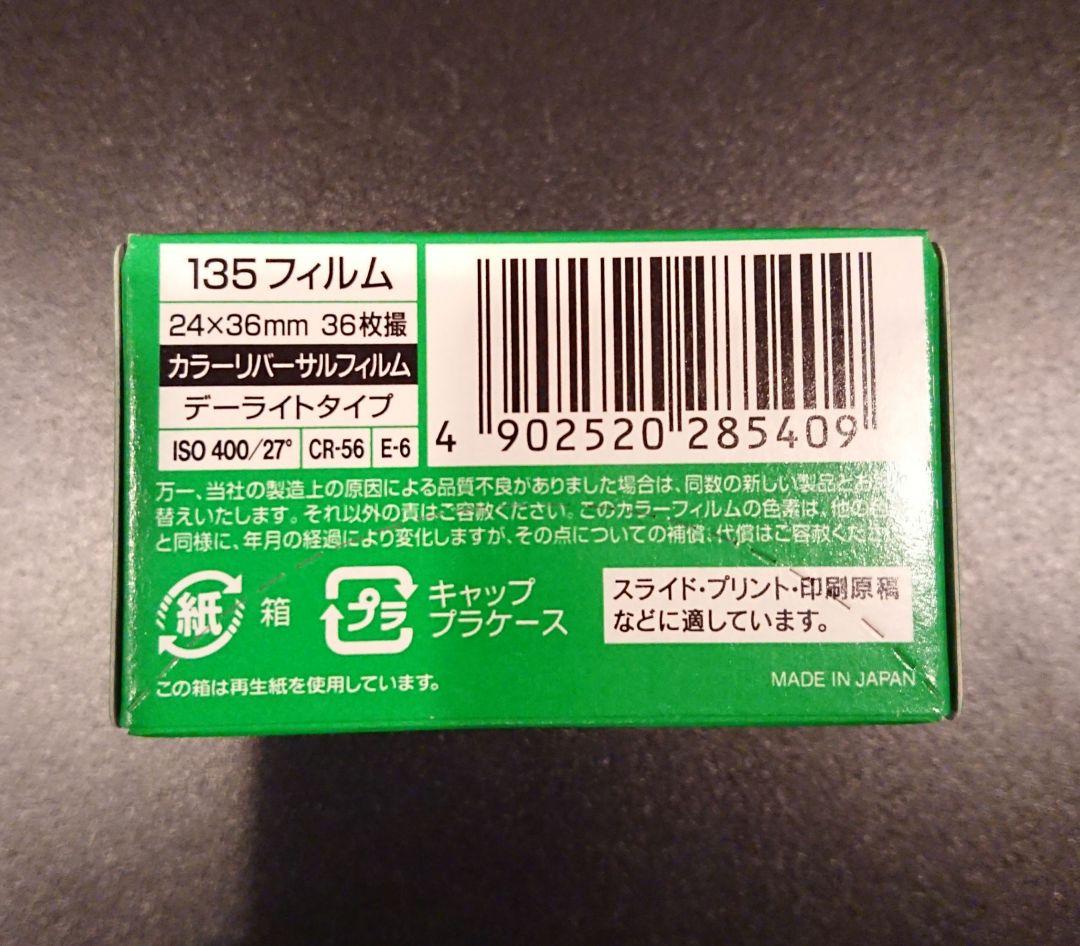 135フィルム
24×36mm 36枚撮
カラーリバーサルフィルム
デーライトタイプ
ISO 400/27° CR-56 E-6
4 902520 285409
万一、当社の製造上の原因による品質不良がありました場合は、同数の新しい製品とお
替えいたします。それ以外の責はご容赦ください。このカラーフィルムの色素は、他の
と同様に、年月の経過により変化しますが、その点についての補償、代償はご容赦くだ
紙 箱
プラ キャップ
プラケース
スライド・プリント・印刷原稿
などに適しています。
この箱は再生紙を使用しています。
MADE IN JAPAN